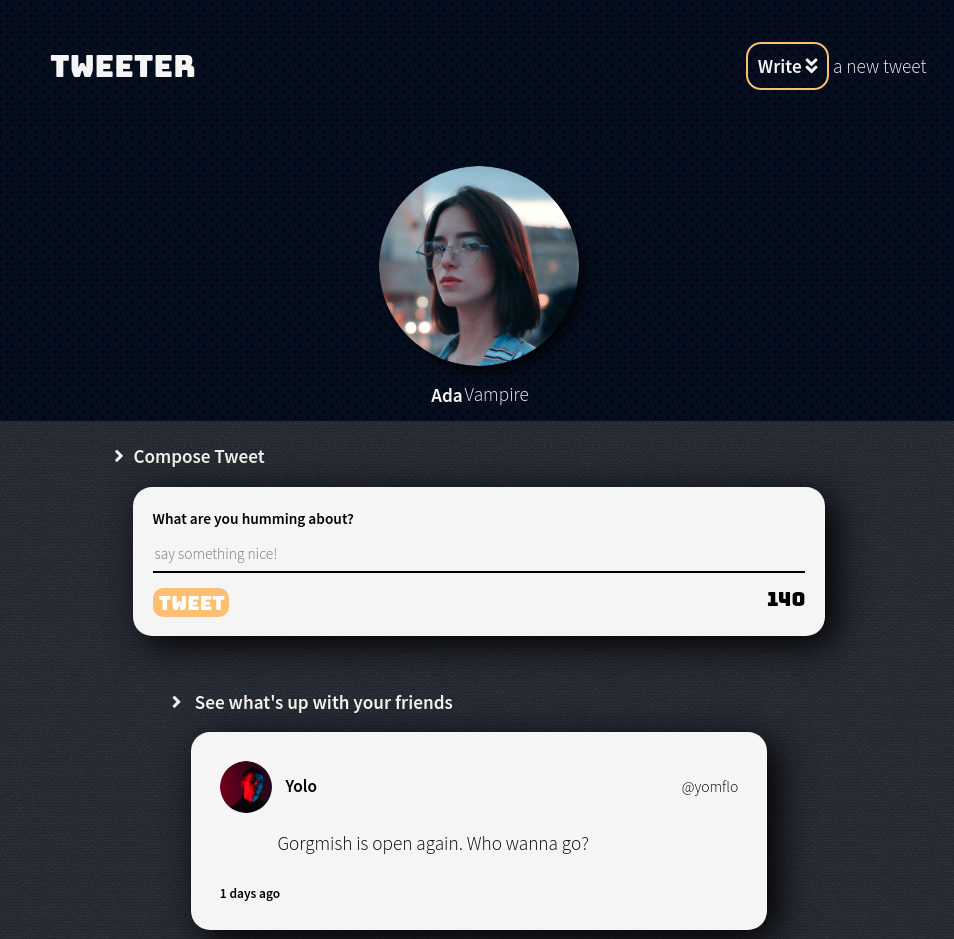 TWEETER
Write a new tweet
Ada Vampire
Compose Tweet
What are you humming about?
say something nice!
TWEET 140
See what's up with your friends
Yolo @yomflo
Gorgmish is open again. Who wanna go?
1 days ago